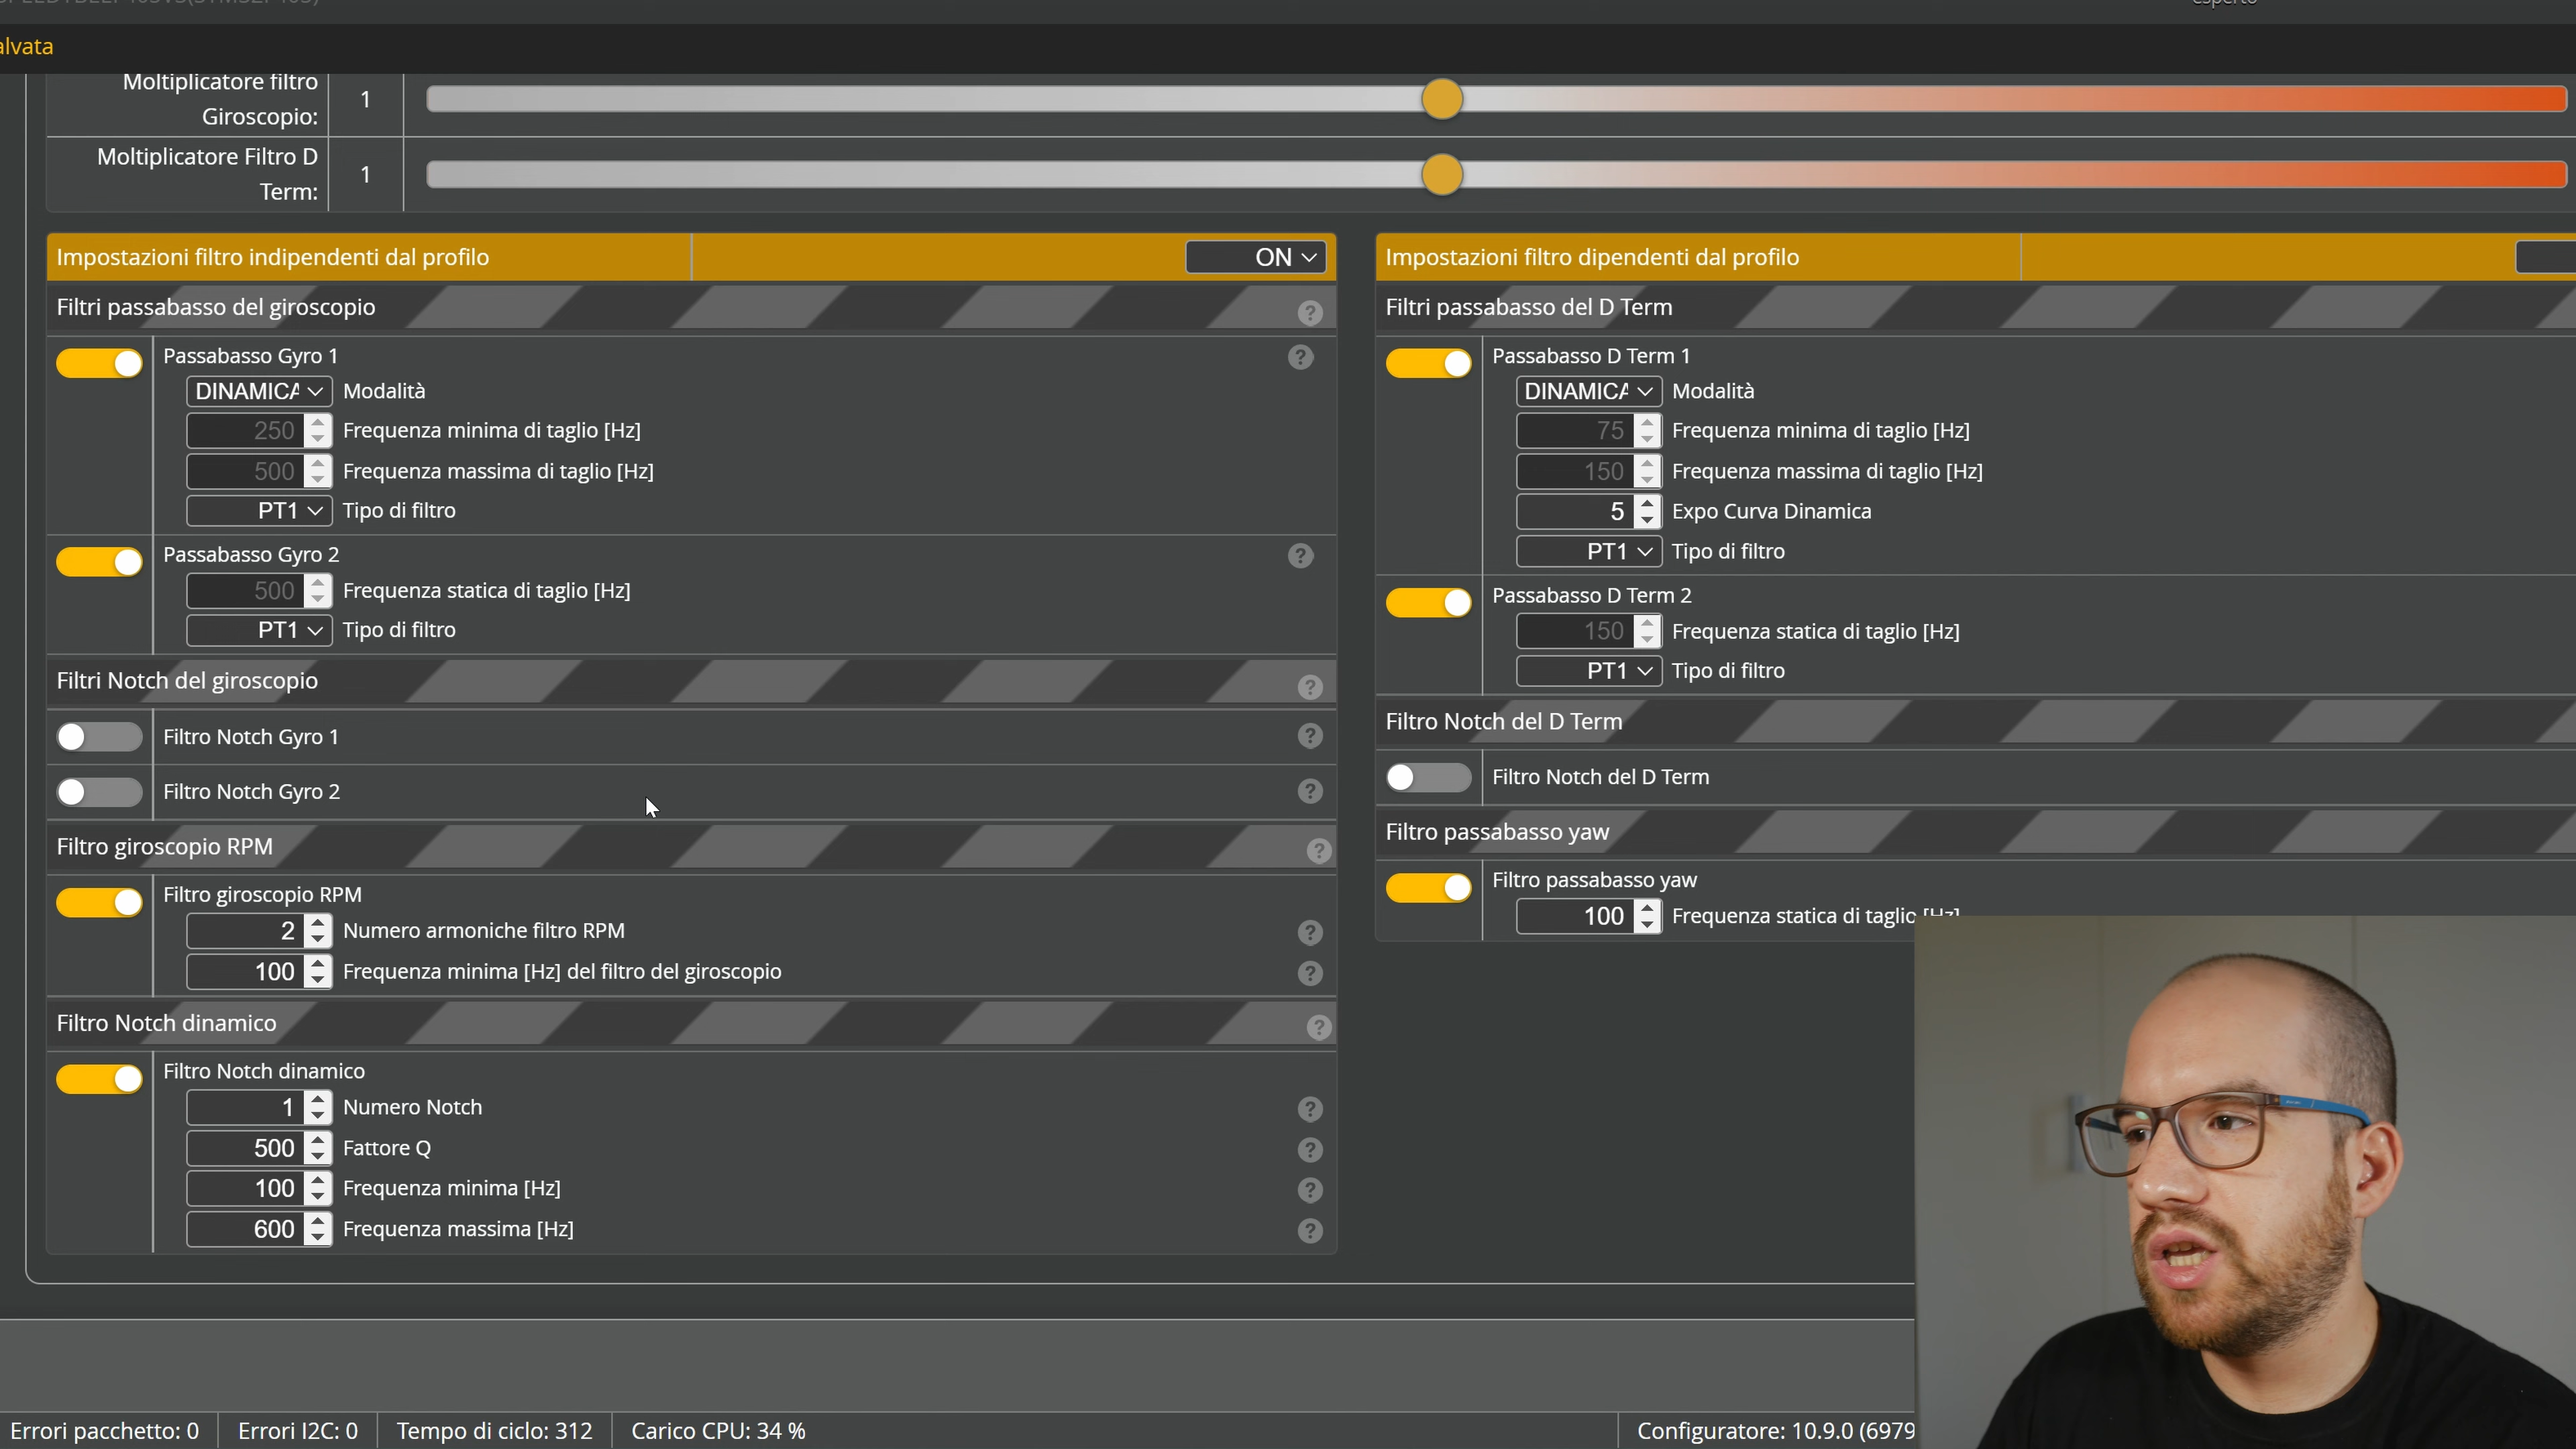 esperto
alvata
Moltiplicatore filtro
Giroscopio:
1
Moltiplicatore Filtro D
Term:
1
Impostazioni filtro indipendenti dal profilo
ON
Filtri passabasso del giroscopio
?
Passabasso Gyro 1
?
DINAMICA Modalità
250 Frequenza minima di taglio [Hz]
500 Frequenza massima di taglio [Hz]
PT1 Tipo di filtro
Passabasso Gyro 2
?
500 Frequenza statica di taglio [Hz]
PT1 Tipo di filtro
Filtri Notch del giroscopio
?
Filtro Notch Gyro 1
?
Filtro Notch Gyro 2
?
Filtro giroscopio RPM
?
Filtro giroscopio RPM
2 Numero armoniche filtro RPM
?
100 Frequenza minima [Hz] del filtro del giroscopio
?
Filtro Notch dinamico
?
Filtro Notch dinamico
1 Numero Notch
?
500 Fattore Q
?
100 Frequenza minima [Hz]
?
600 Frequenza massima [Hz]
?
Impostazioni filtro dipendenti dal profilo
Filtri passabasso del D Term
Passabasso D Term 1
DINAMICA Modalità
75 Frequenza minima di taglio [Hz]
150 Frequenza massima di taglio [Hz]
5 Expo Curva Dinamica
PT1 Tipo di filtro
Passabasso D Term 2
150 Frequenza statica di taglio [Hz]
PT1 Tipo di filtro
Filtro Notch del D Term
Filtro Notch del D Term
Filtro passabasso yaw
Filtro passabasso yaw
100 Frequenza statica di taglio [Hz]
Errori pacchetto: 0
Errori I2C: 0
Tempo di ciclo: 312
Carico CPU: 34 %
Configuratore: 10.9.0 (6979